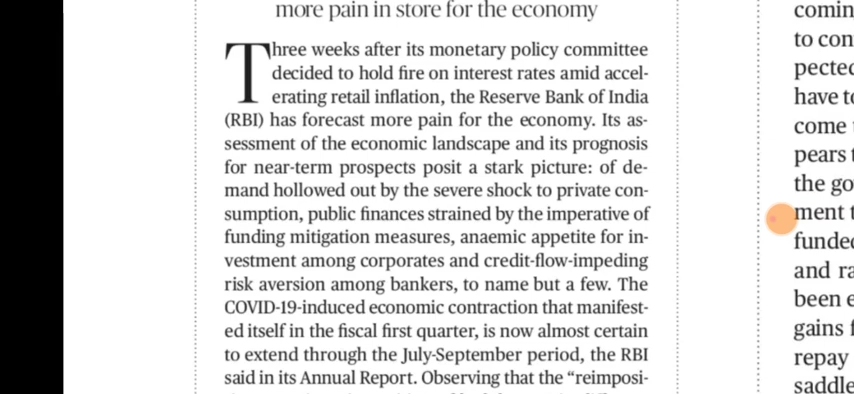 more pain in store for the economy
Three weeks after its monetary policy committee
decided to hold fire on interest rates amid accel-
erating retail inflation, the Reserve Bank of India
(RBI) has forecast more pain for the economy. Its as-
sessment of the economic landscape and its prognosis
for near-term prospects posit a stark picture: of de-
mand hollowed out by the severe shock to private con-
sumption, public finances strained by the imperative of
funding mitigation measures, anaemic appetite for in-
vestment among corporates and credit-flow-impeding
risk aversion among bankers, to name but a few. The
COVID-19-induced economic contraction that manifest-
ed itself in the fiscal first quarter, is now almost certain
to extend through the July-September period, the RBI
said in its Annual Report. Observing that the “reimposi-
comin
to con
pected
have to
come
pears t
the go
ment t
funded
and ra
been e
gains f
repay
saddle